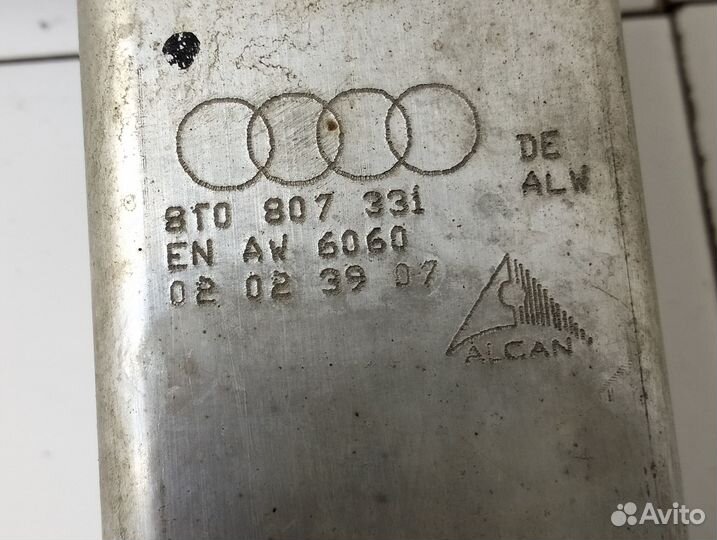 DE
ALW
8T0 807 331
EN AW 6060
02 02 39 07
ALCAN
Avito